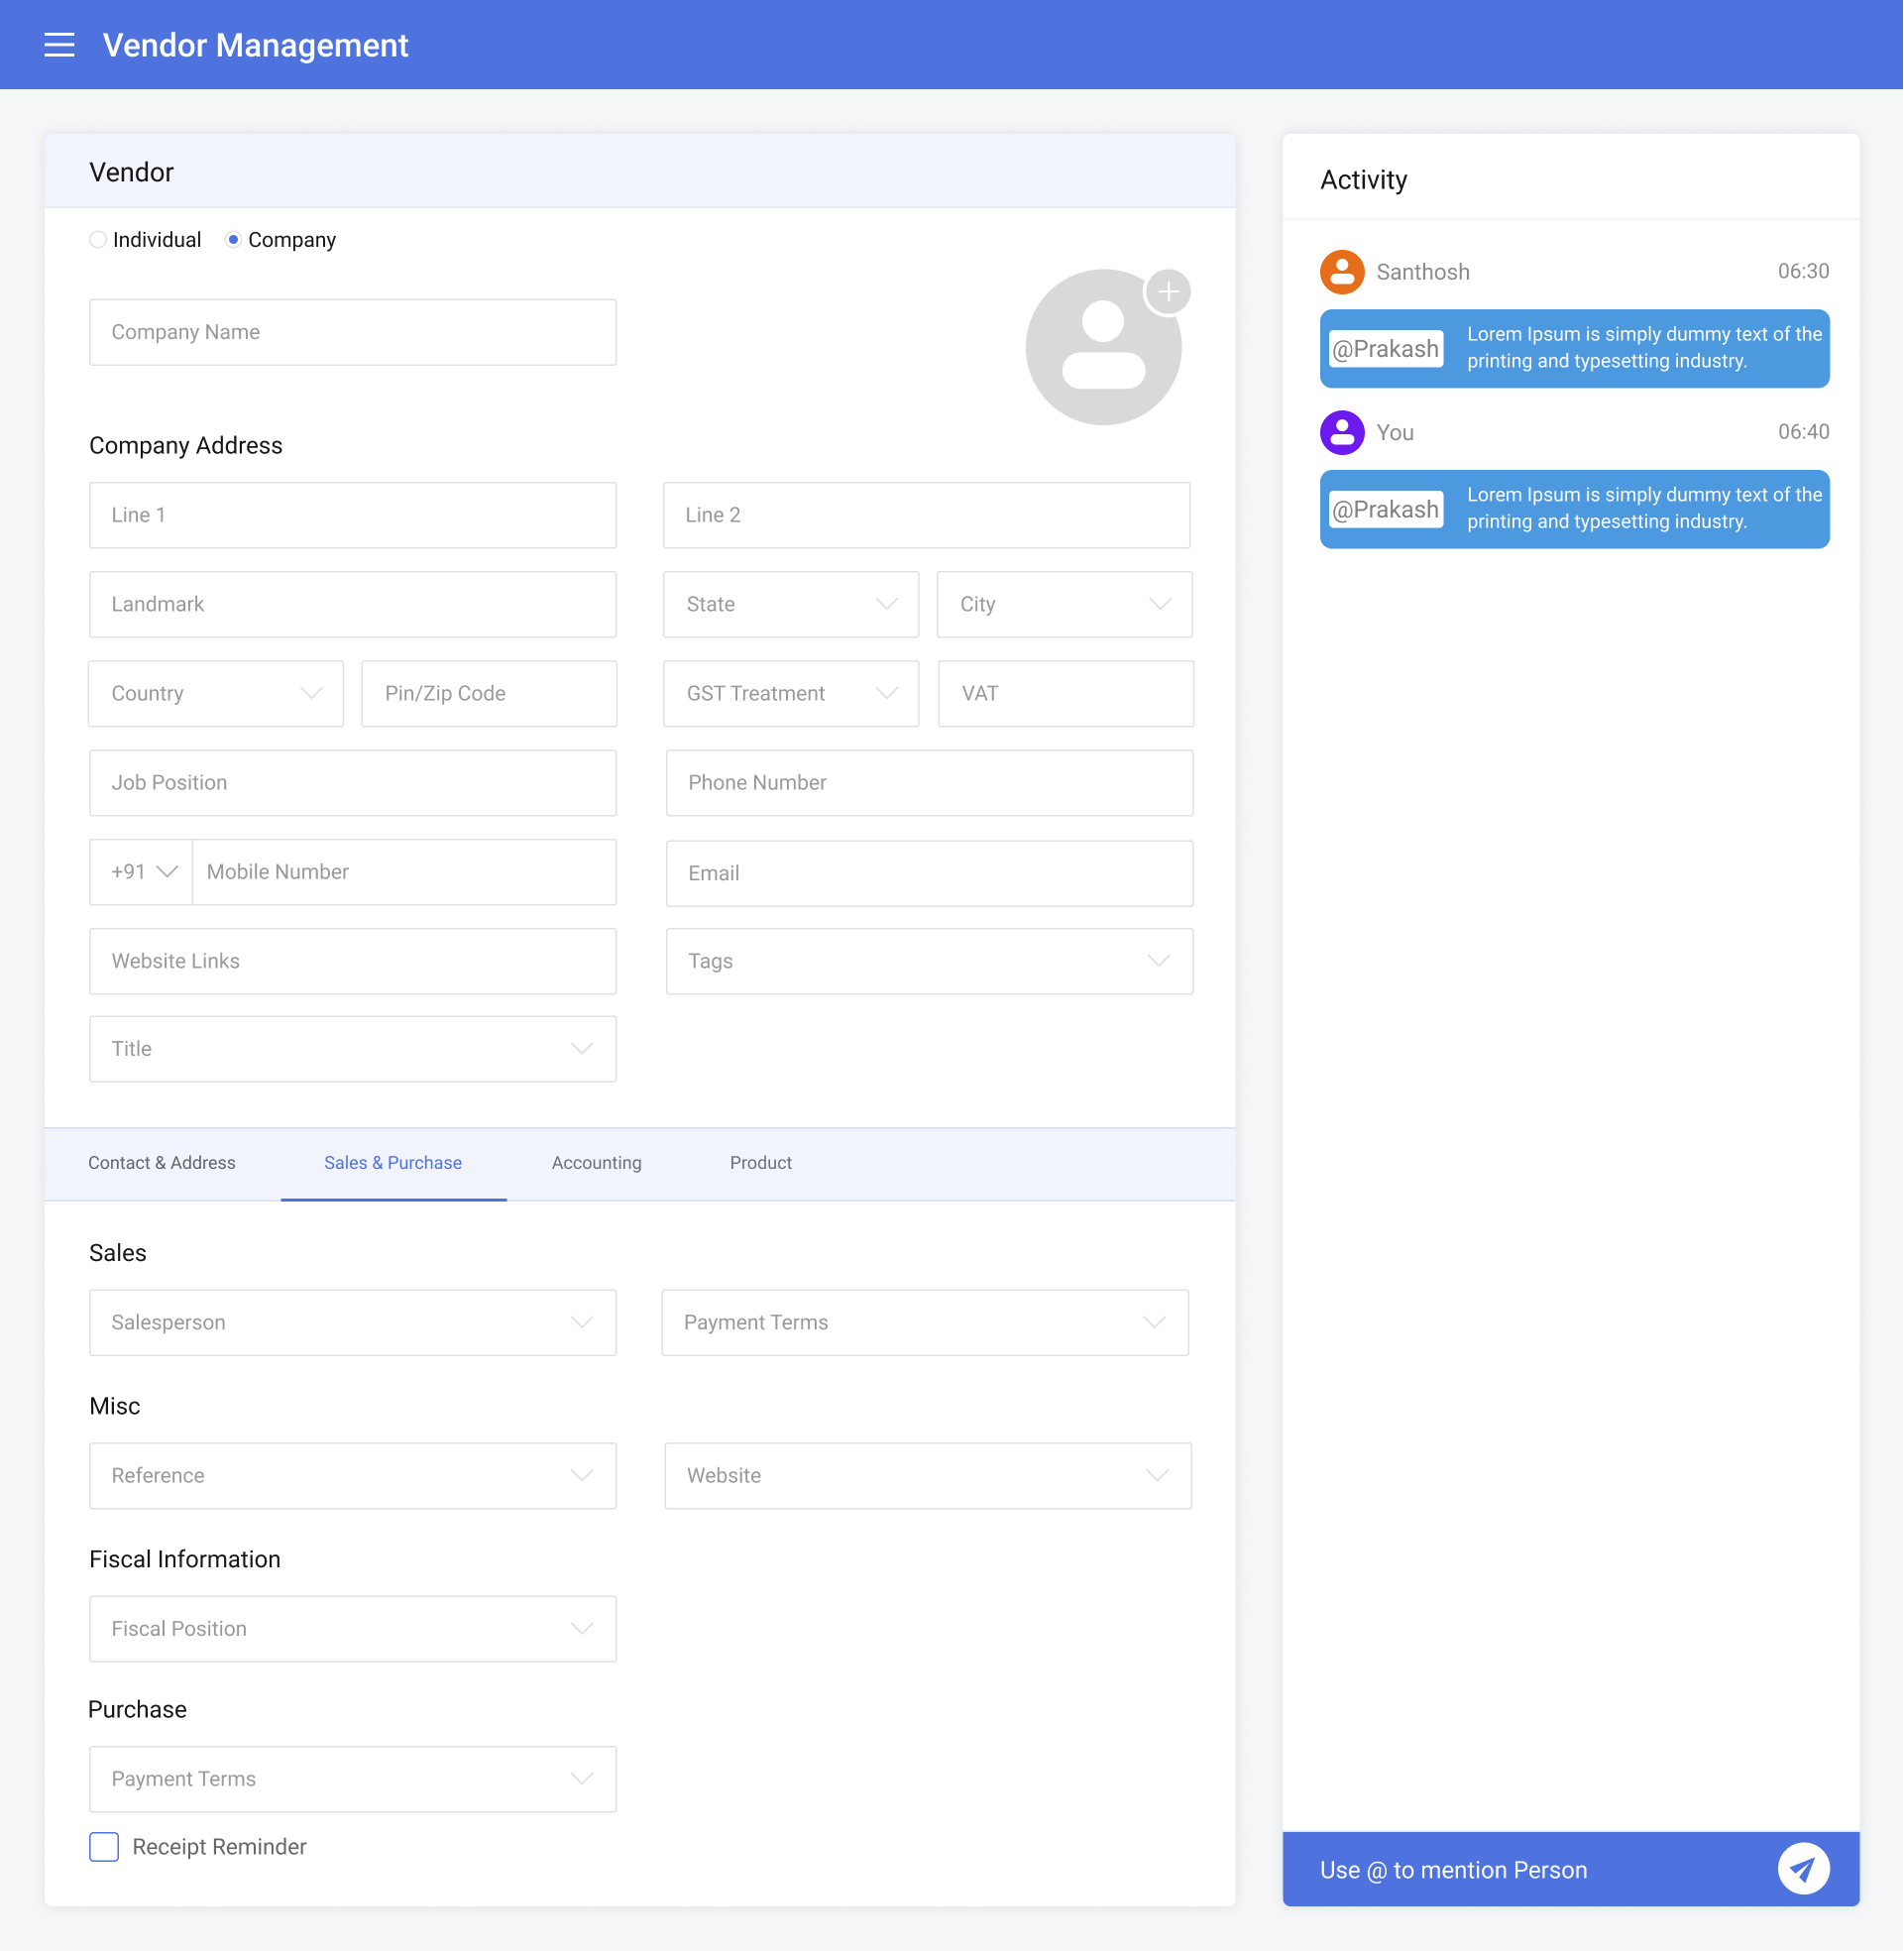 Vendor Management
Vendor
Individual
Company
Company Name
Company Address
Line 1
Line 2
Landmark
State
City
Country
Pin/Zip Code
GST Treatment
VAT
Job Position
Phone Number
+91
Mobile Number
Email
Website Links
Tags
Title
Contact & Address
Sales & Purchase
Accounting
Product
Sales
Salesperson
Payment Terms
Misc
Reference
Website
Fiscal Information
Fiscal Position
Purchase
Payment Terms
Receipt Reminder
Activity
Santhosh
06:30
@Prakash
Lorem Ipsum is simply dummy text of the
printing and typesetting industry.
You
06:40
@Prakash
Lorem Ipsum is simply dummy text of the
printing and typesetting industry.
Use @ to mention Person